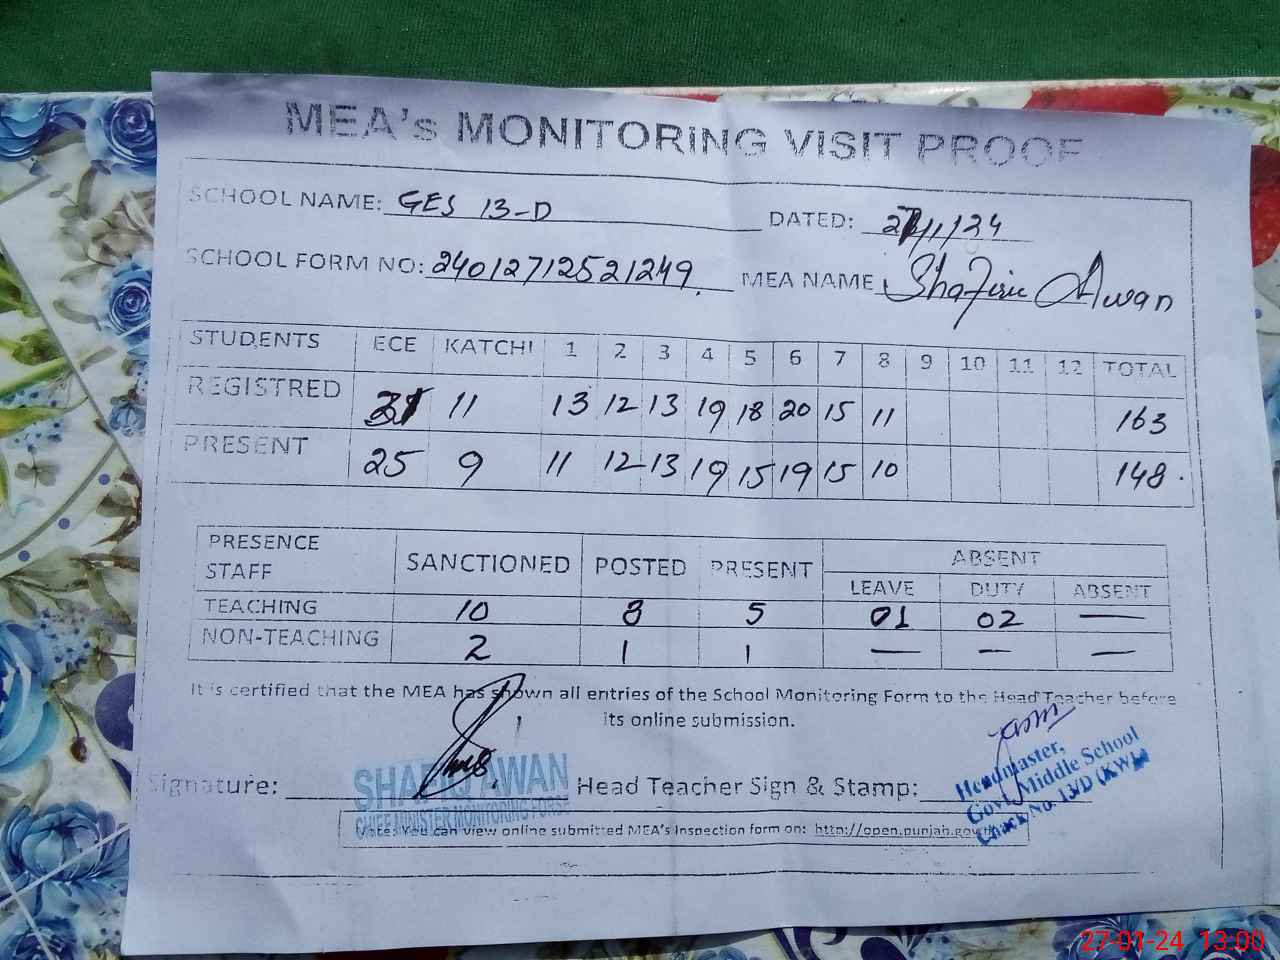 MEA's MONITORING VISIT PROOF
SCHOOL NAME: GES 13-D DATED: 27/1/24
SCHOOL FORM NO: 24012712521249. MEA NAME Shafiu Awan
STUDENTS ECE KATCHI 1 2 3 4 5 6 7 8 9 10 11 12 TOTAL
REGISTRED 31 11 13 12 13 19 18 20 15 11 163
PRESENT 25 9 11 12 13 19 15 19 15 10 148.
PRESENCE STAFF SANCTIONED POSTED PRESENT ABSENT
LEAVE DUTY ABSENT
TEACHING 10 8 5 01 02 —
NON-TEACHING 2 1 1 — — —
It is certified that the MEA has shown all entries of the School Monitoring Form to the Head Teacher before
its online submission.
Signature: Head Teacher Sign & Stamp:
SHAFIQ AWAN
CHIEF MINISTER MONITORING FORSE
Headmaster,
Govt. Middle School
Chack No. 13/D (KWL)
Note: You can view online submitted MEA's Inspection form on: http://open.punjab.gov
27-01-24 13:00